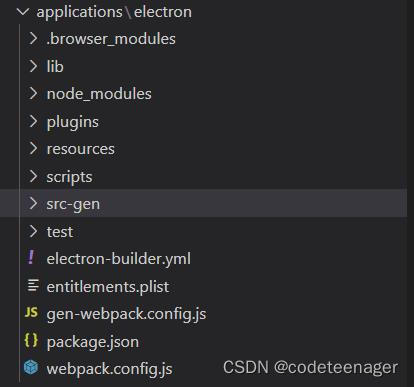 applications\electron
.browser_modules
lib
node_modules
plugins
resources
scripts
src-gen
test
electron-builder.yml
entitlements.plist
JS gen-webpack.config.js
{} package.json
webpack.config.js
CSDN @codeteenager